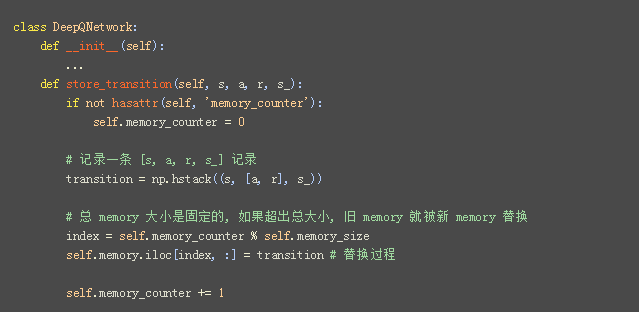 class DeepQNetwork:
    def __init__(self):
        ...
    def store_transition(self, s, a, r, s_):
        if not hasattr(self, 'memory_counter'):
            self.memory_counter = 0

        # 记录一条 [s, a, r, s_] 记录
        transition = np.hstack((s, [a, r], s_))

        # 总 memory 大小是固定的, 如果超出总大小, 旧 memory 就被新 memory 替换
        index = self.memory_counter % self.memory_size
        self.memory.iloc[index, :] = transition # 替换过程

        self.memory_counter += 1